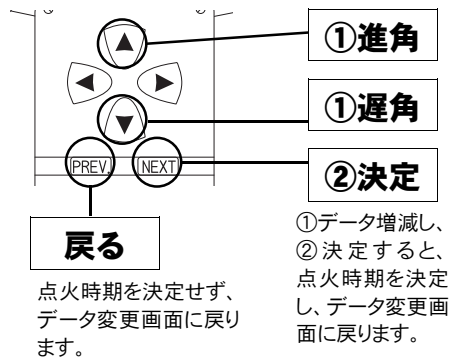 ①進角
①遅角
PREV.
NEXT
②決定
戻る
①データ増減し、
②決定すると、
点火時期を決定
し、データ変更画
面に戻ります。
点火時期を決定せず、
データ変更画面に戻り
ます。